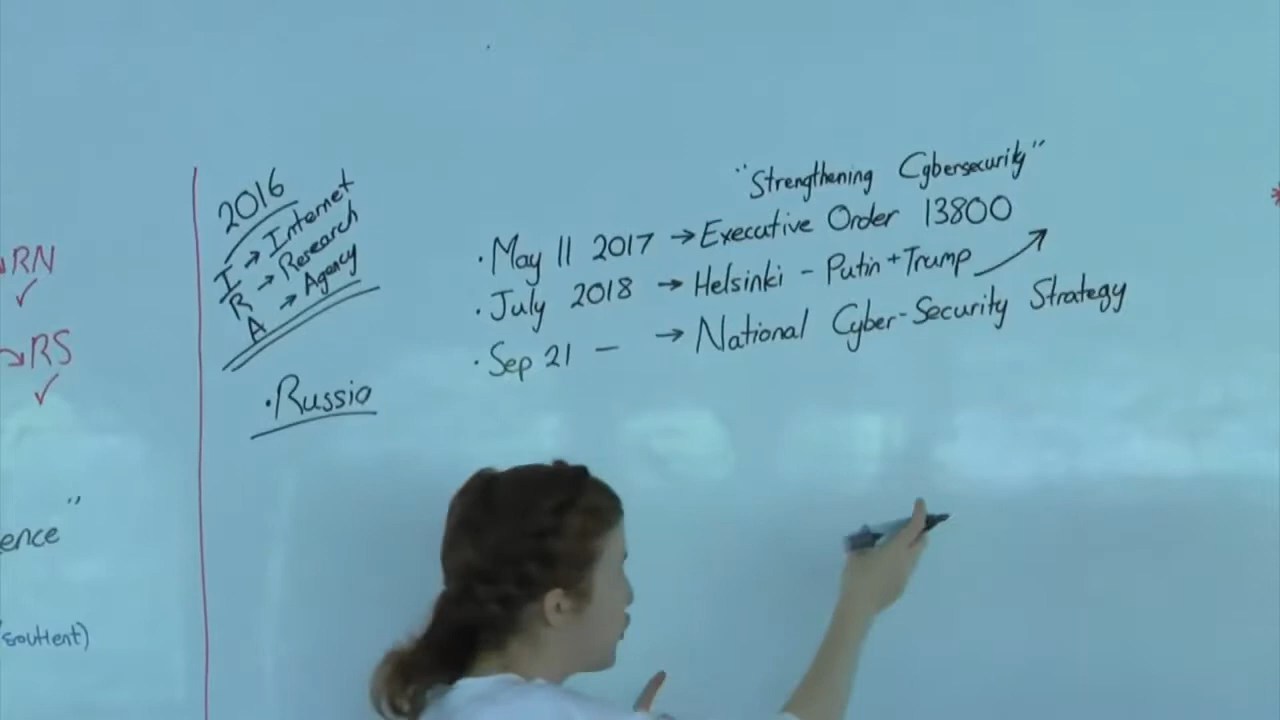 RN
RS
ence"
(soutient)
2016
I → Internet
R → Research
A → Agency
• Russia
"Strengthening Cybersecurity"
• May 11 2017 → Executive Order 13800
• July 2018 → Helsinki - Putin + Trump
• Sep 21 - → National Cyber-Security Strategy